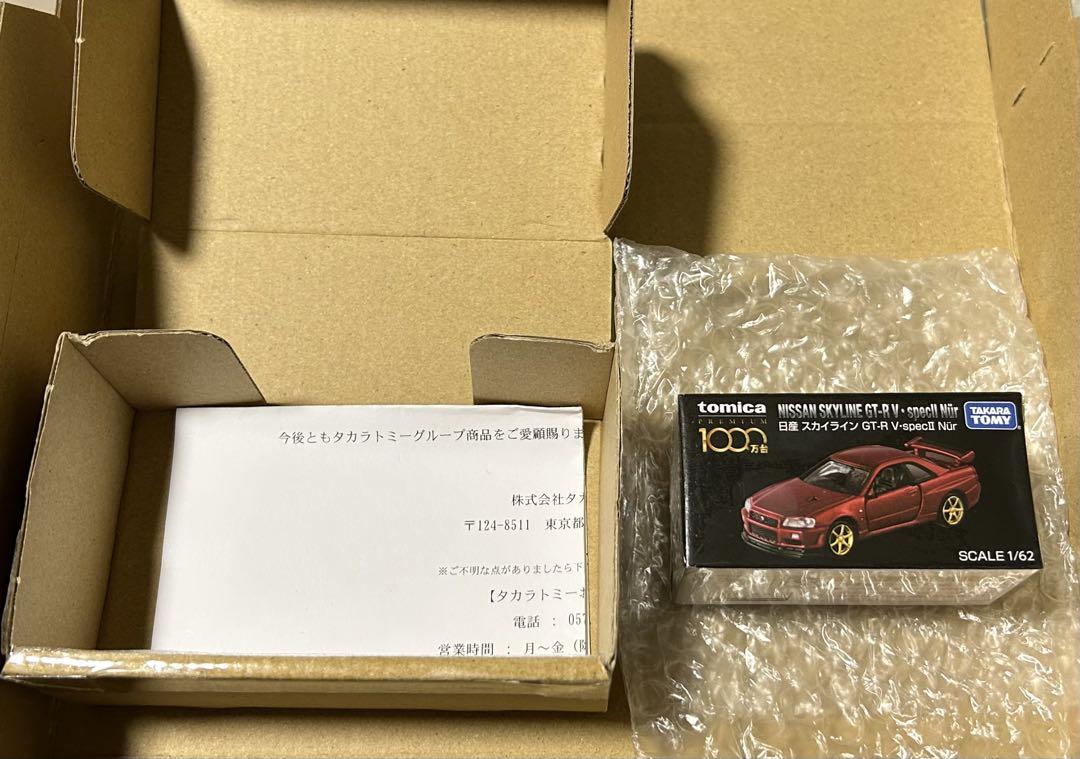 今後ともタカラトミーグループ商品をご愛顧賜りま
株式会社タカ
〒124-8511 東京都
※ご不明な点がありましたら下
【タカラトミーホ
電話 : 057
営業時間 : 月～金 (除
tomica
PREMIUM
1000万台
NISSAN SKYLINE GT-R V・specII Nür
日産 スカイライン GT-R V・specII Nür
TAKARA TOMY
SCALE 1/62